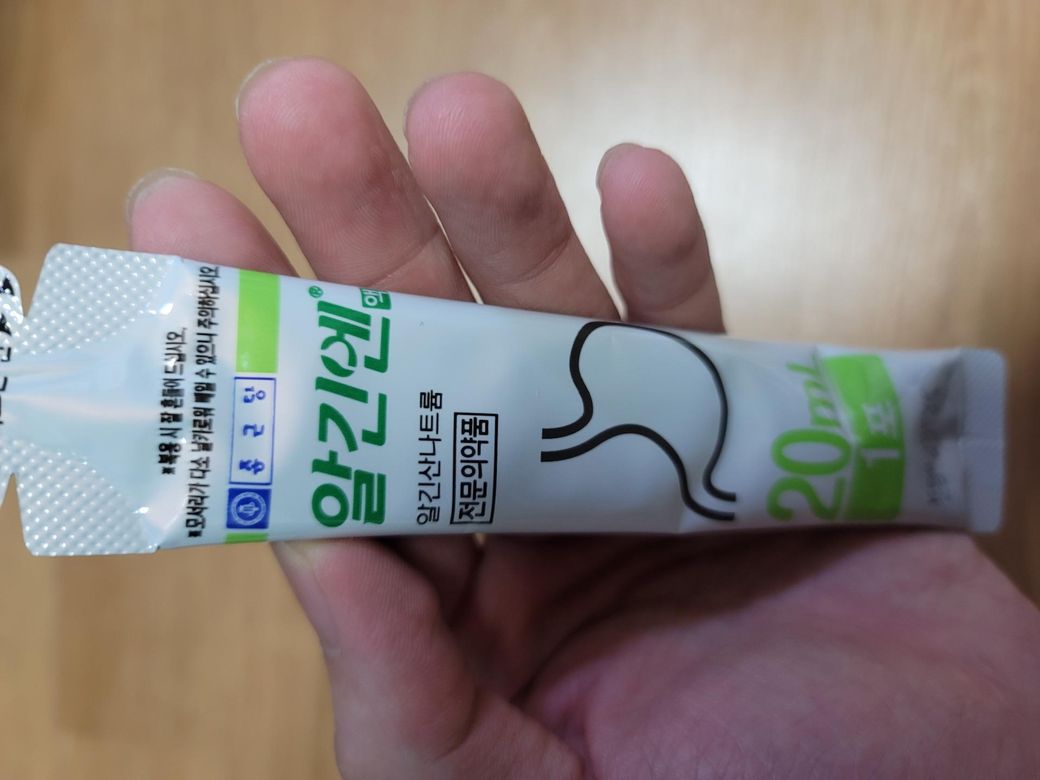 ※복용 시 잘 흔들어 드십시오.
※모서리가 다소 날카로워 베일 수 있으니 주의하십시오
종근당
알긴엔® 액
알긴산나트륨
전문의약품
20mL
1포